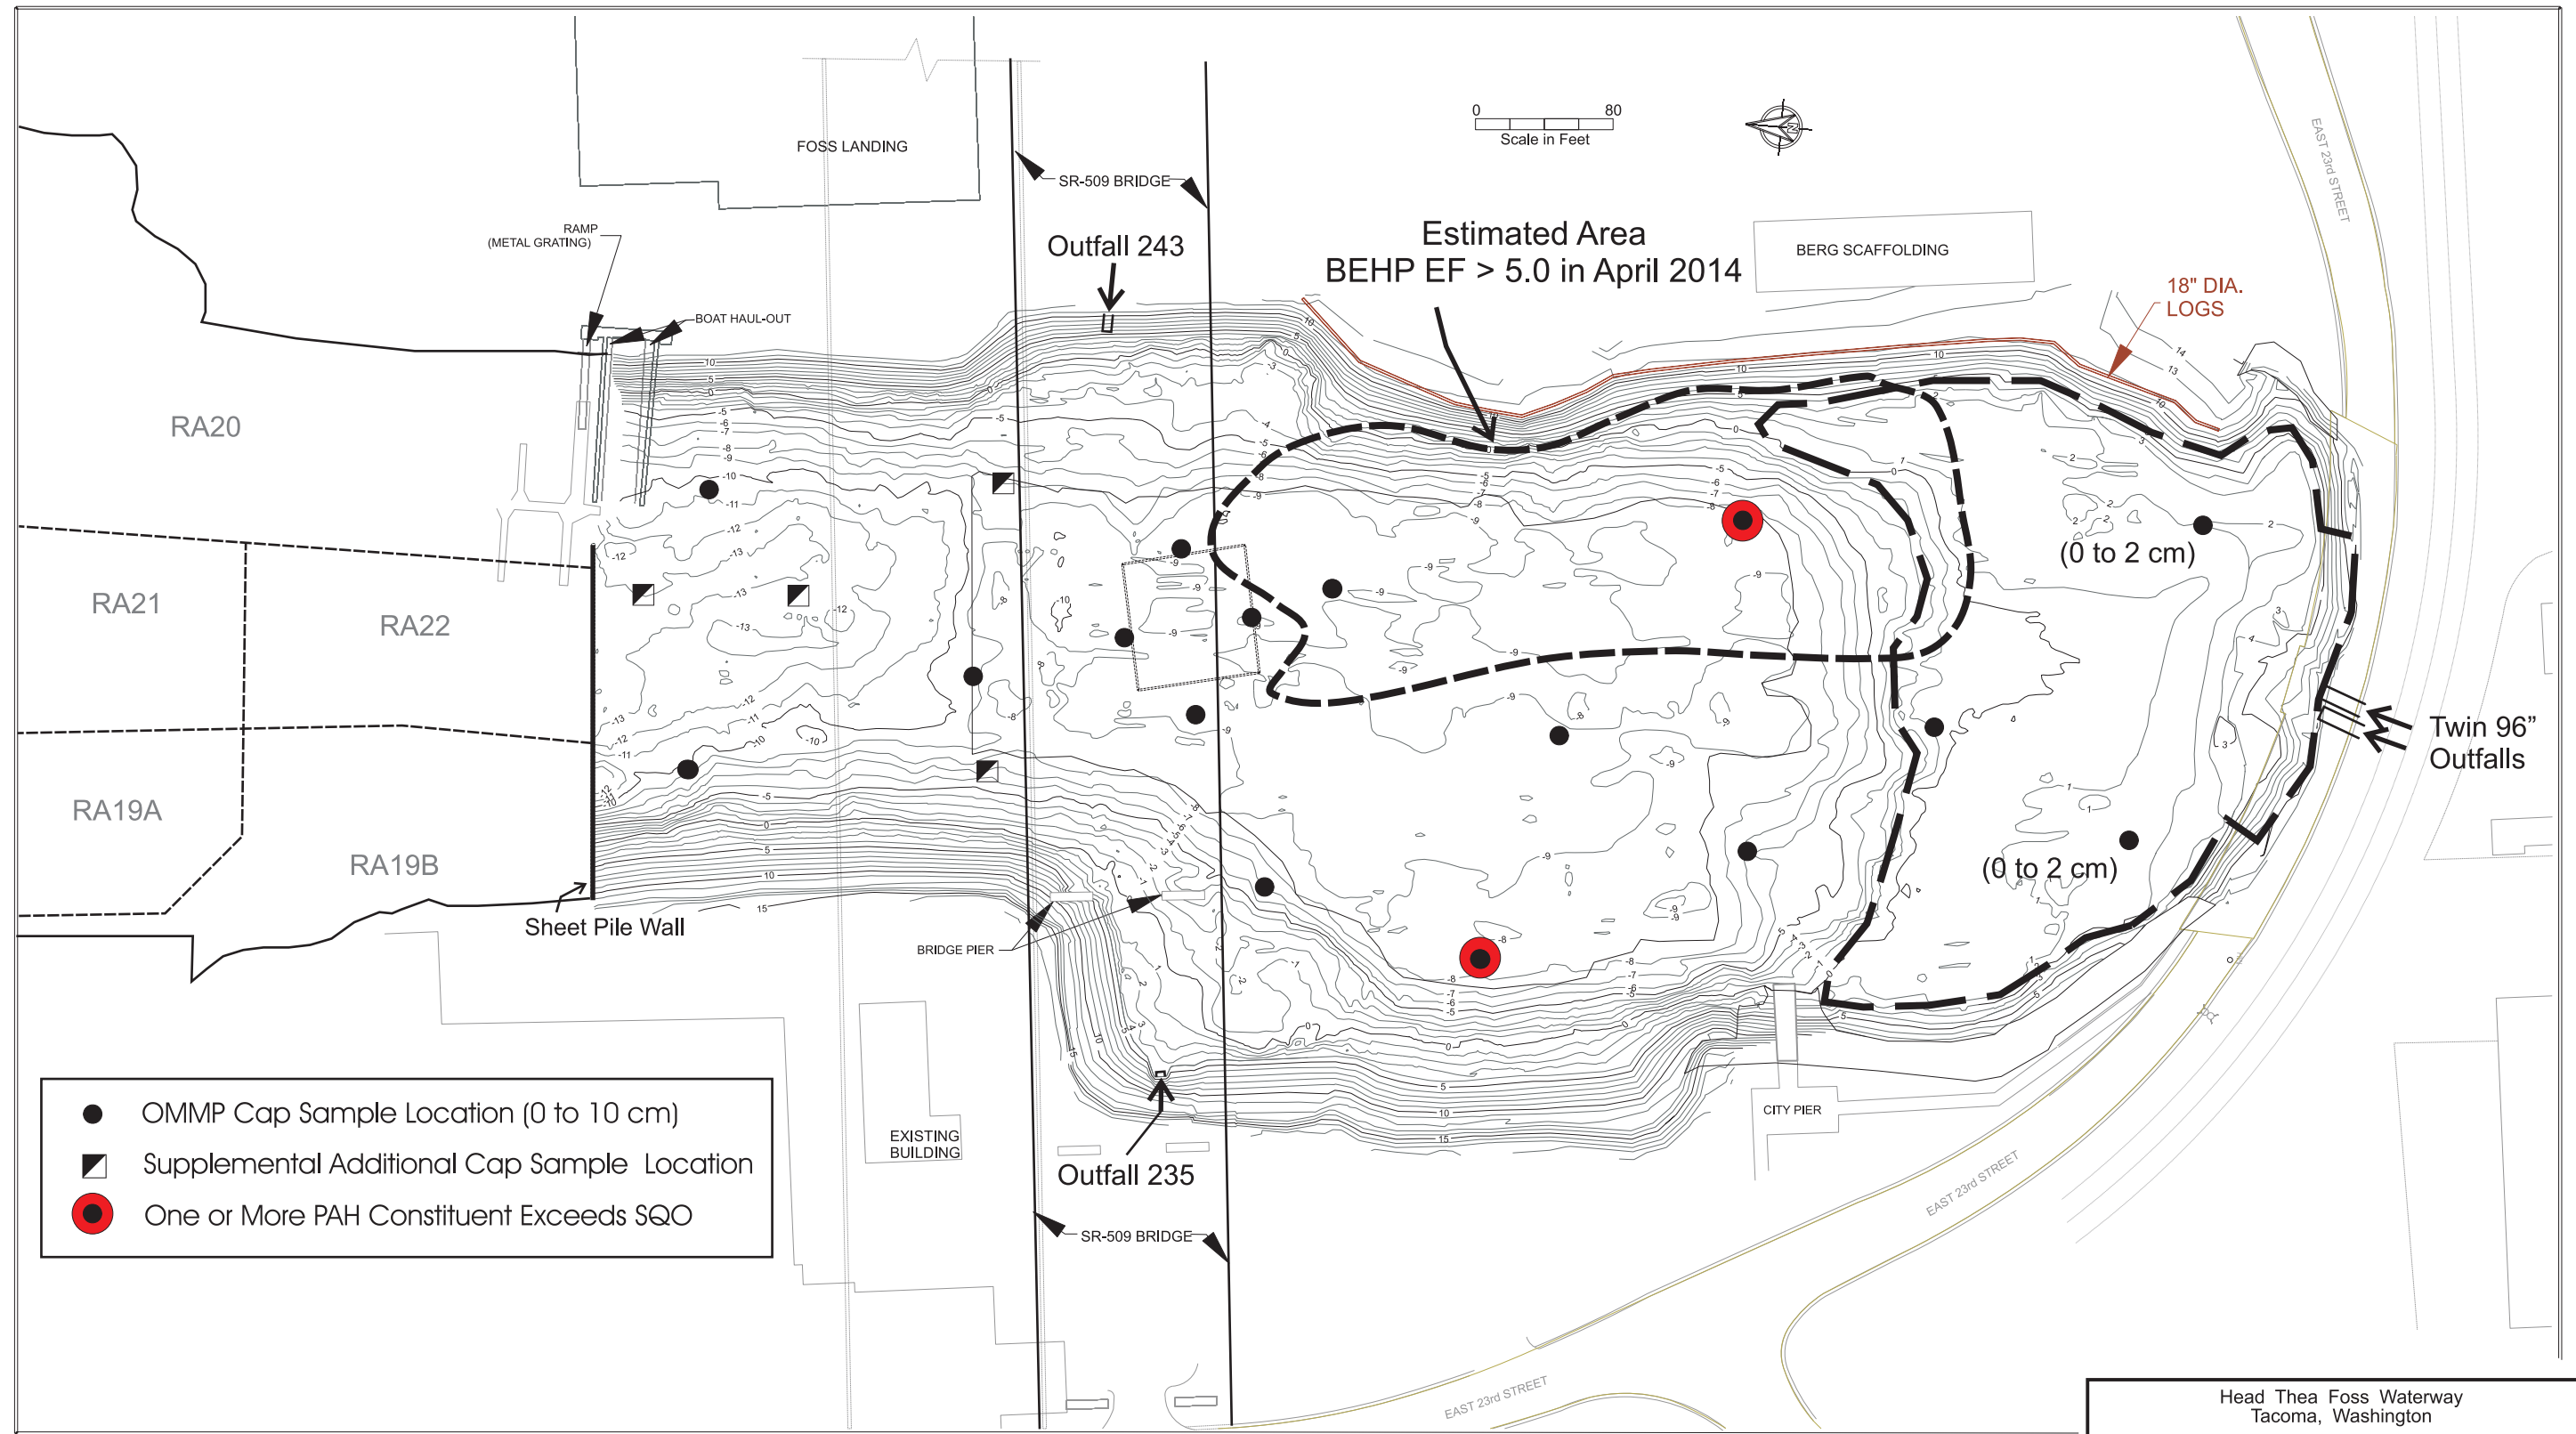 FOSS LANDING
0 80
Scale in Feet
EAST 23rd STREET
SR-509 BRIDGE
RAMP
(METAL GRATING)
Outfall 243
Estimated Area
BEHP EF > 5.0 in April 2014
BERG SCAFFOLDING
18" DIA.
LOGS
BOAT HAUL-OUT
RA20
(0 to 2 cm)
RA21
RA22
Twin 96”
Outfalls
RA19A
RA19B
(0 to 2 cm)
Sheet Pile Wall
BRIDGE PIER
OMMP Cap Sample Location (0 to 10 cm)
Supplemental Additional Cap Sample Location
One or More PAH Constituent Exceeds SQO
EXISTING
BUILDING
CITY PIER
Outfall 235
EAST 23rd STREET
SR-509 BRIDGE
EAST 23rd STREET
Head Thea Foss Waterway
Tacoma, Washington